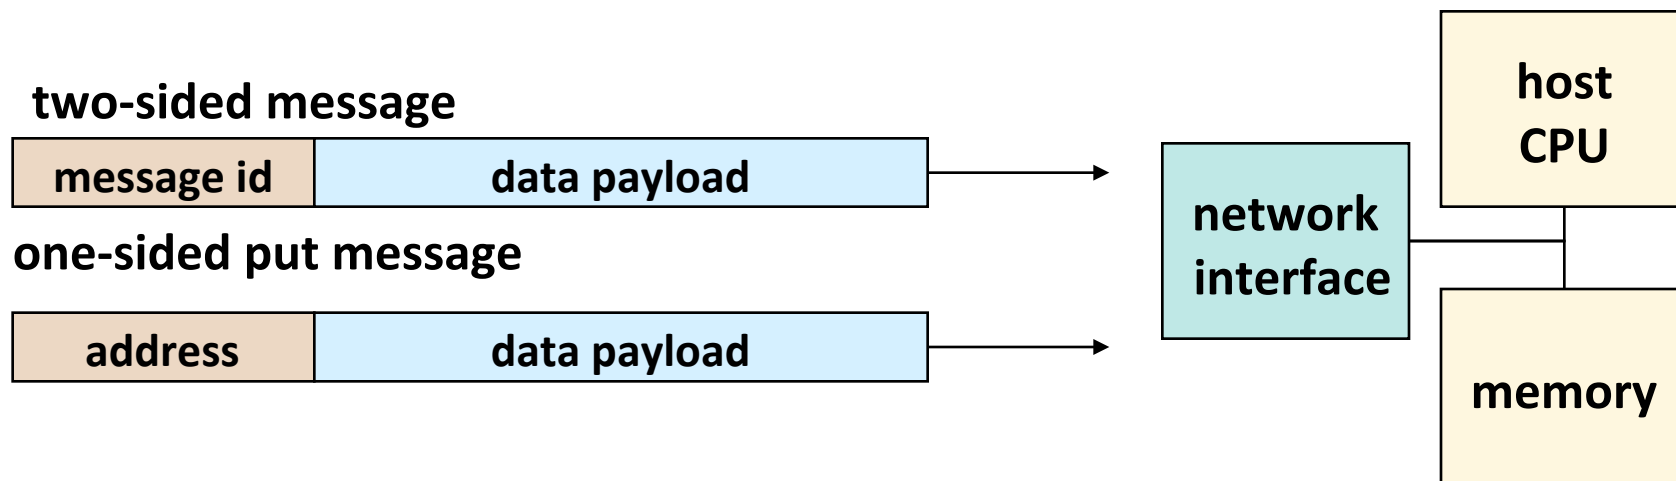 two-sided message
message id
data payload
one-sided put message
address
data payload
network
interface
host
CPU
memory